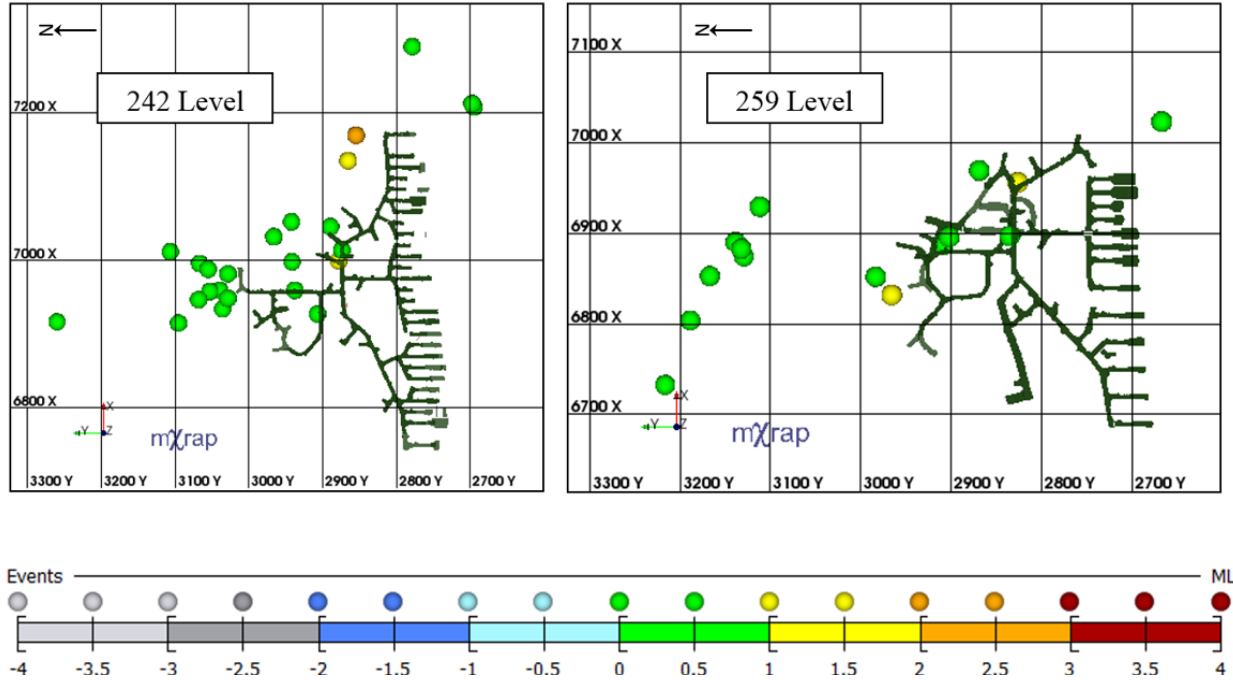 N
242 Level
7200 X
7000 X
6800 X
X
Y
Z
mχrap
3300 Y
3200 Y
3100 Y
3000 Y
2900 Y
2800 Y
2700 Y
N
259 Level
7100 X
7000 X
6900 X
6800 X
6700 X
X
Y
Z
mχrap
3300 Y
3200 Y
3100 Y
3000 Y
2900 Y
2800 Y
2700 Y
Events
ML
-4 -3.5 -3 -2.5 -2 -1.5 -1 -0.5 0 0.5 1 1.5 2 2.5 3 3.5 4